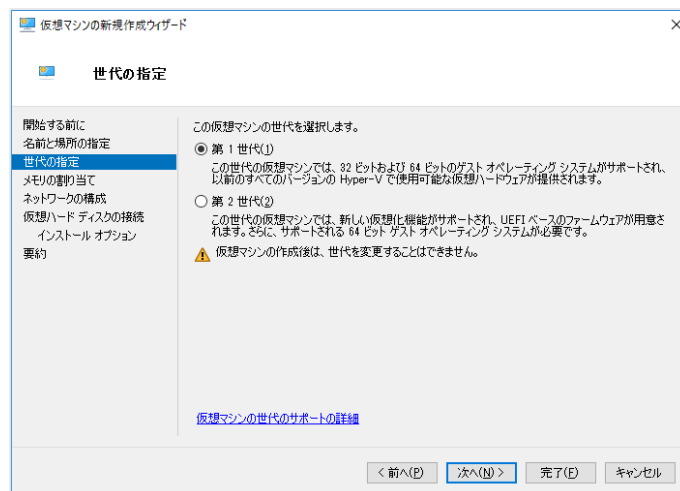 仮想マシンの新規作成ウィザード
世代の指定
開始する前に
名前と場所の指定
世代の指定
メモリの割り当て
ネットワークの構成
仮想ハード ディスクの接続
インストール オプション
要約
この仮想マシンの世代を選択します。
第 1 世代(1)
この世代の仮想マシンでは、32 ビットおよび 64 ビットのゲスト オペレーティング システムがサポートされ、
以前のすべてのバージョンの Hyper-V で使用可能な仮想ハードウェアが提供されます。
第 2 世代(2)
この世代の仮想マシンでは、新しい仮想化機能がサポートされ、UEFI ベースのファームウェアが用意さ
れます。さらに、サポートされる 64 ビット ゲスト オペレーティング システムが必要です。
仮想マシンの作成後は、世代を変更することはできません。
仮想マシンの世代のサポートの詳細
< 前へ(P)
次へ(N) >
完了(F)
キャンセル